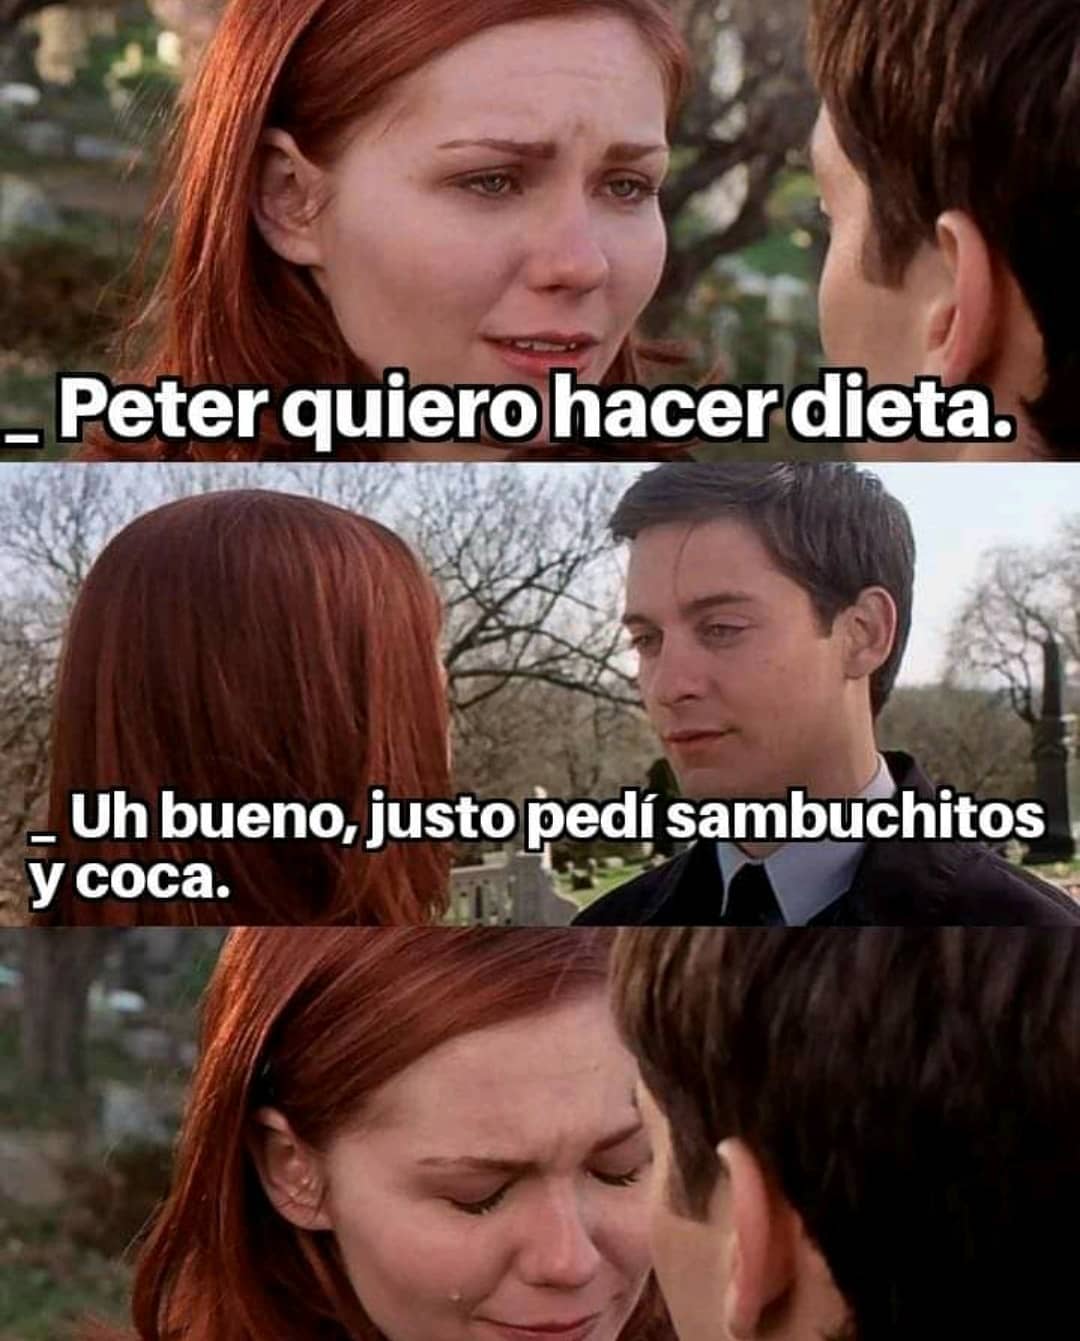 _ Peter quiero hacer dieta.
_ Uh bueno, justo pedí sambuchitos
y coca.